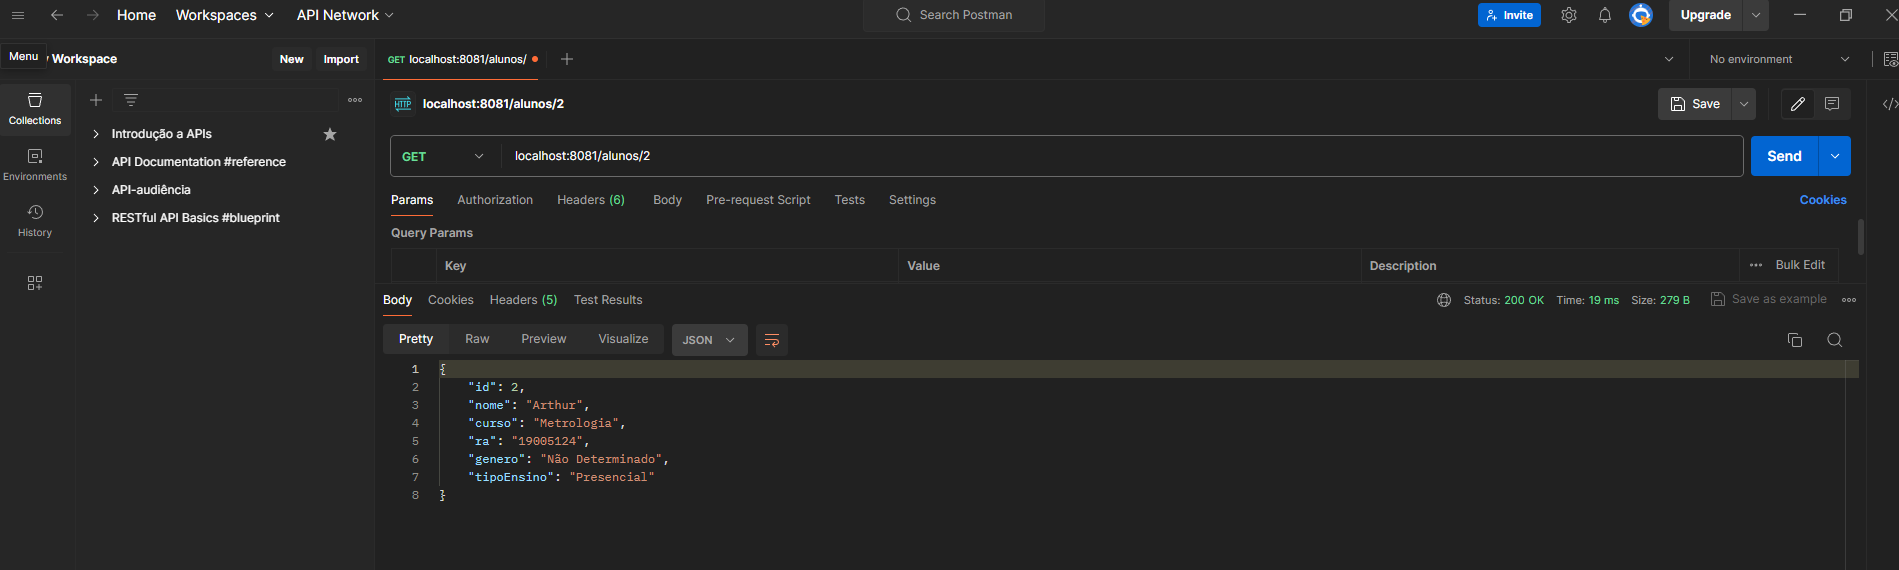 Home Workspaces API Network Search Postman Invite Upgrade
Menu Workspace New Import GET localhost:8081/alunos/ No environment
Collections
Environments
History
Introdução a APIs
API Documentation #reference
API-audiência
RESTful API Basics #blueprint
HTTP localhost:8081/alunos/2 Save
GET localhost:8081/alunos/2 Send
Params Authorization Headers (6) Body Pre-request Script Tests Settings Cookies
Query Params
Key Value Description Bulk Edit
Body Cookies Headers (5) Test Results Status: 200 OK Time: 19 ms Size: 279 B Save as example
Pretty Raw Preview Visualize JSON
1 {
2 "id": 2,
3 "nome": "Arthur",
4 "curso": "Metrologia",
5 "ra": "19005124",
6 "genero": "Não Determinado",
7 "tipoEnsino": "Presencial"
8 }